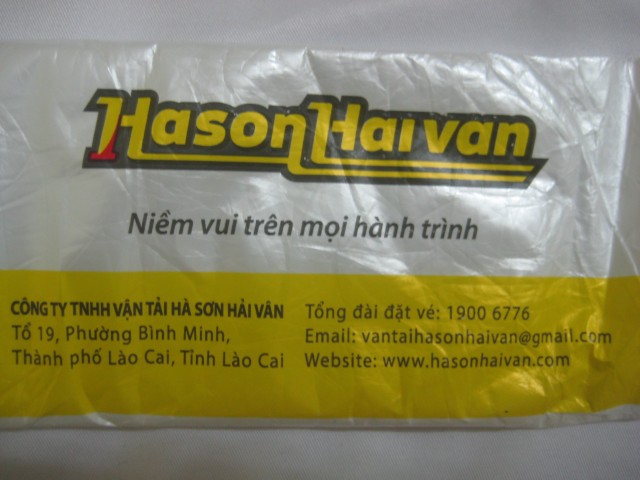 Hason Haivan
Niềm vui trên mọi hành trình
CÔNG TY TNHH VẬN TẢI HÀ SƠN HẢI VÂN
Tổ 19, Phường Bình Minh,
Thành phố Lào Cai, Tỉnh Lào Cai
Tổng đài đặt vé: 1900 6776
Email: vantaihasonhaivan@gmail.com
Website: www.hasonhaivan.com